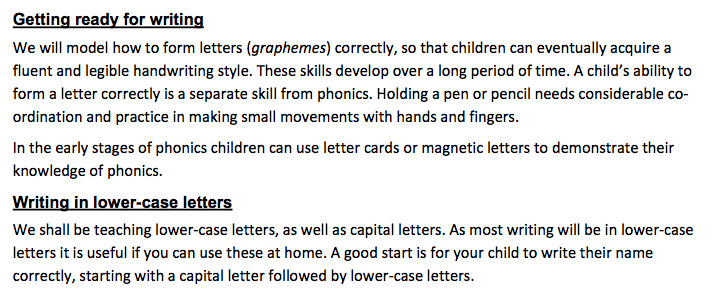 Getting ready for writing
We will model how to form letters (graphemes) correctly, so that children can eventually acquire a
fluent and legible handwriting style. These skills develop over a long period of time. A child’s ability to
form a letter correctly is a separate skill from phonics. Holding a pen or pencil needs considerable co-
ordination and practice in making small movements with hands and fingers.
In the early stages of phonics children can use letter cards or magnetic letters to demonstrate their
knowledge of phonics.
Writing in lower-case letters
We shall be teaching lower-case letters, as well as capital letters. As most writing will be in lower-case
letters it is useful if you can use these at home. A good start is for your child to write their name
correctly, starting with a capital letter followed by lower-case letters.